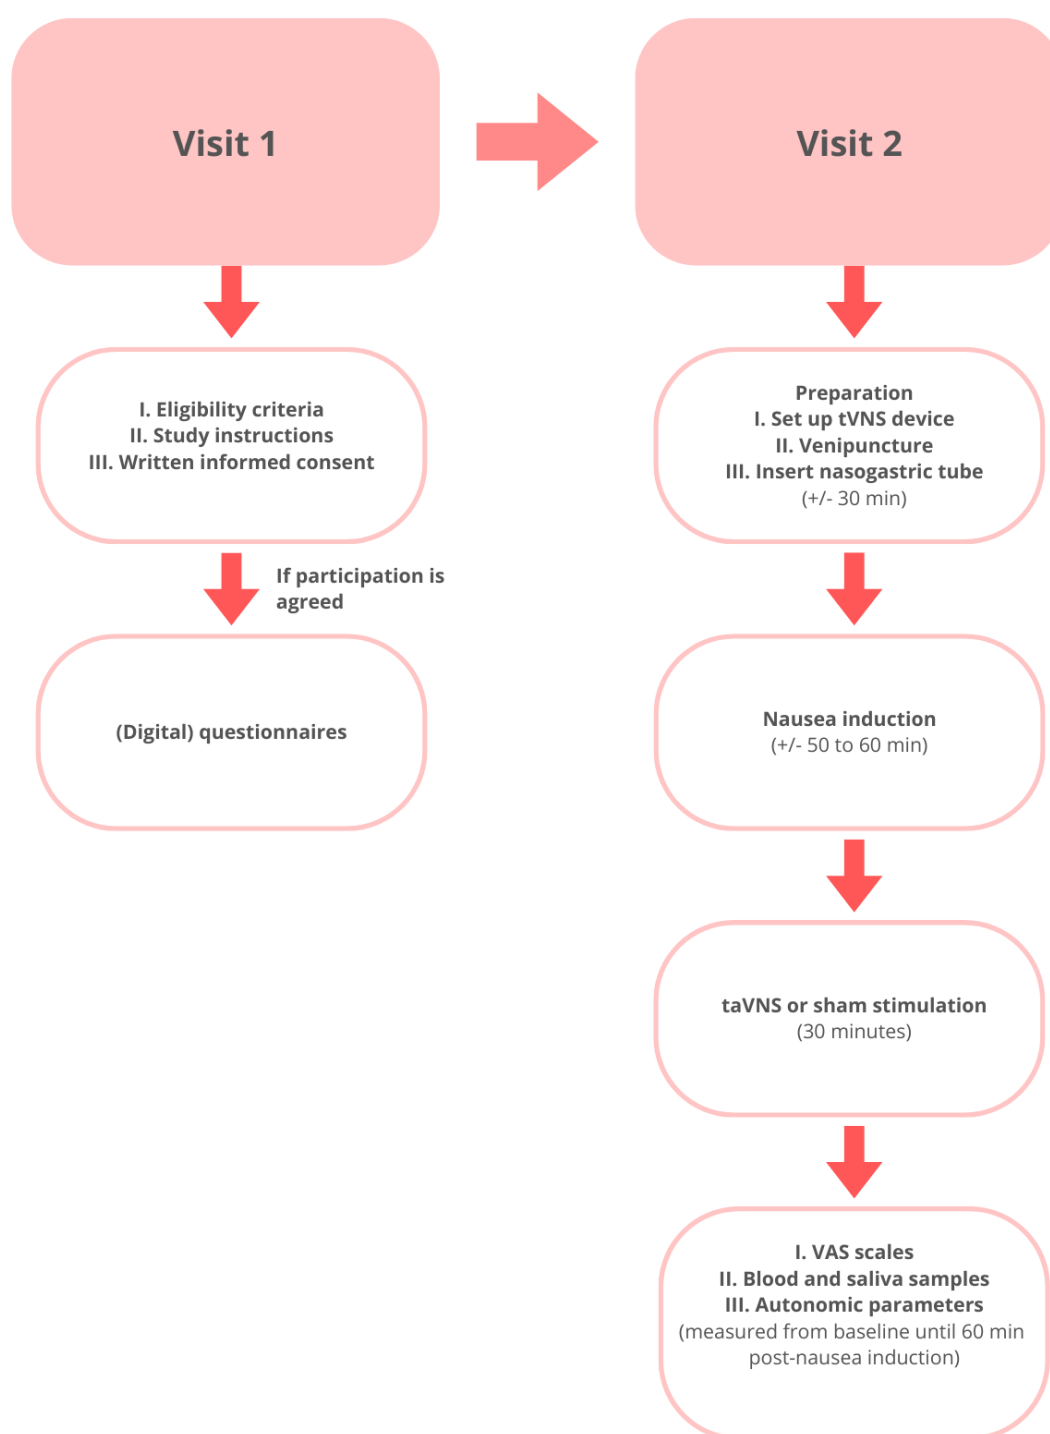 Visit 1
Visit 2
I. Eligibility criteria
II. Study instructions
III. Written informed consent
If participation is
agreed
(Digital) questionnaires
Preparation
I. Set up tVNS device
II. Venipuncture
III. Insert nasogastric tube
(+/- 30 min)
Nausea induction
(+/- 50 to 60 min)
taVNS or sham stimulation
(30 minutes)
I. VAS scales
II. Blood and saliva samples
III. Autonomic parameters
(measured from baseline until 60 min
post-nausea induction)